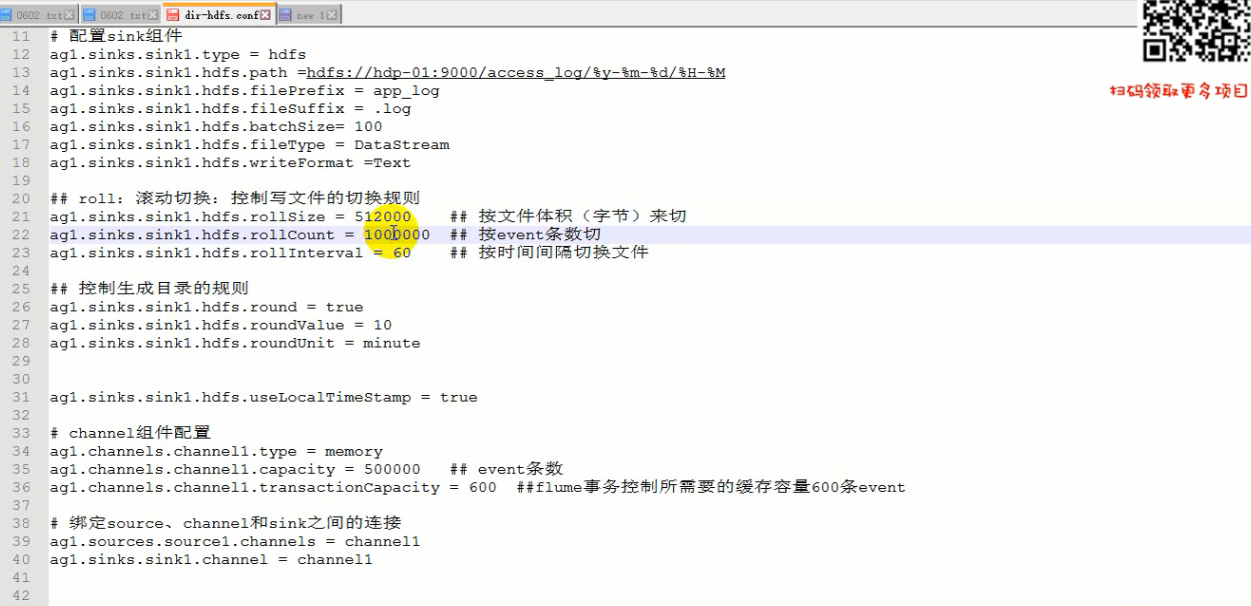 0602.txt 0602.txt dir-hdfs.conf new 1
11 # 配置sink组件
12 ag1.sinks.sink1.type = hdfs
13 ag1.sinks.sink1.hdfs.path =hdfs://hdp-01:9000/access_log/%y-%m-%d/%H-%M
14 ag1.sinks.sink1.hdfs.filePrefix = app_log
15 ag1.sinks.sink1.hdfs.fileSuffix = .log
16 ag1.sinks.sink1.hdfs.batchSize= 100
17 ag1.sinks.sink1.hdfs.fileType = DataStream
18 ag1.sinks.sink1.hdfs.writeFormat =Text
19
20 ## roll：滚动切换：控制写文件的切换规则
21 ag1.sinks.sink1.hdfs.rollSize = 512000 ## 按文件体积（字节）来切
22 ag1.sinks.sink1.hdfs.rollCount = 1000000 ## 按event条数切
23 ag1.sinks.sink1.hdfs.rollInterval = 60 ## 按时间间隔切换文件
24
25 ## 控制生成目录的规则
26 ag1.sinks.sink1.hdfs.round = true
27 ag1.sinks.sink1.hdfs.roundValue = 10
28 ag1.sinks.sink1.hdfs.roundUnit = minute
29
30
31 ag1.sinks.sink1.hdfs.useLocalTimeStamp = true
32
33 # channel组件配置
34 ag1.channels.channel1.type = memory
35 ag1.channels.channel1.capacity = 500000 ## event条数
36 ag1.channels.channel1.transactionCapacity = 600 ##flume事务控制所需要的缓存容量600条event
37
38 # 绑定source、channel和sink之间的连接
39 ag1.sources.source1.channels = channel1
40 ag1.sinks.sink1.channel = channel1
41
42
扫码领取更多项目